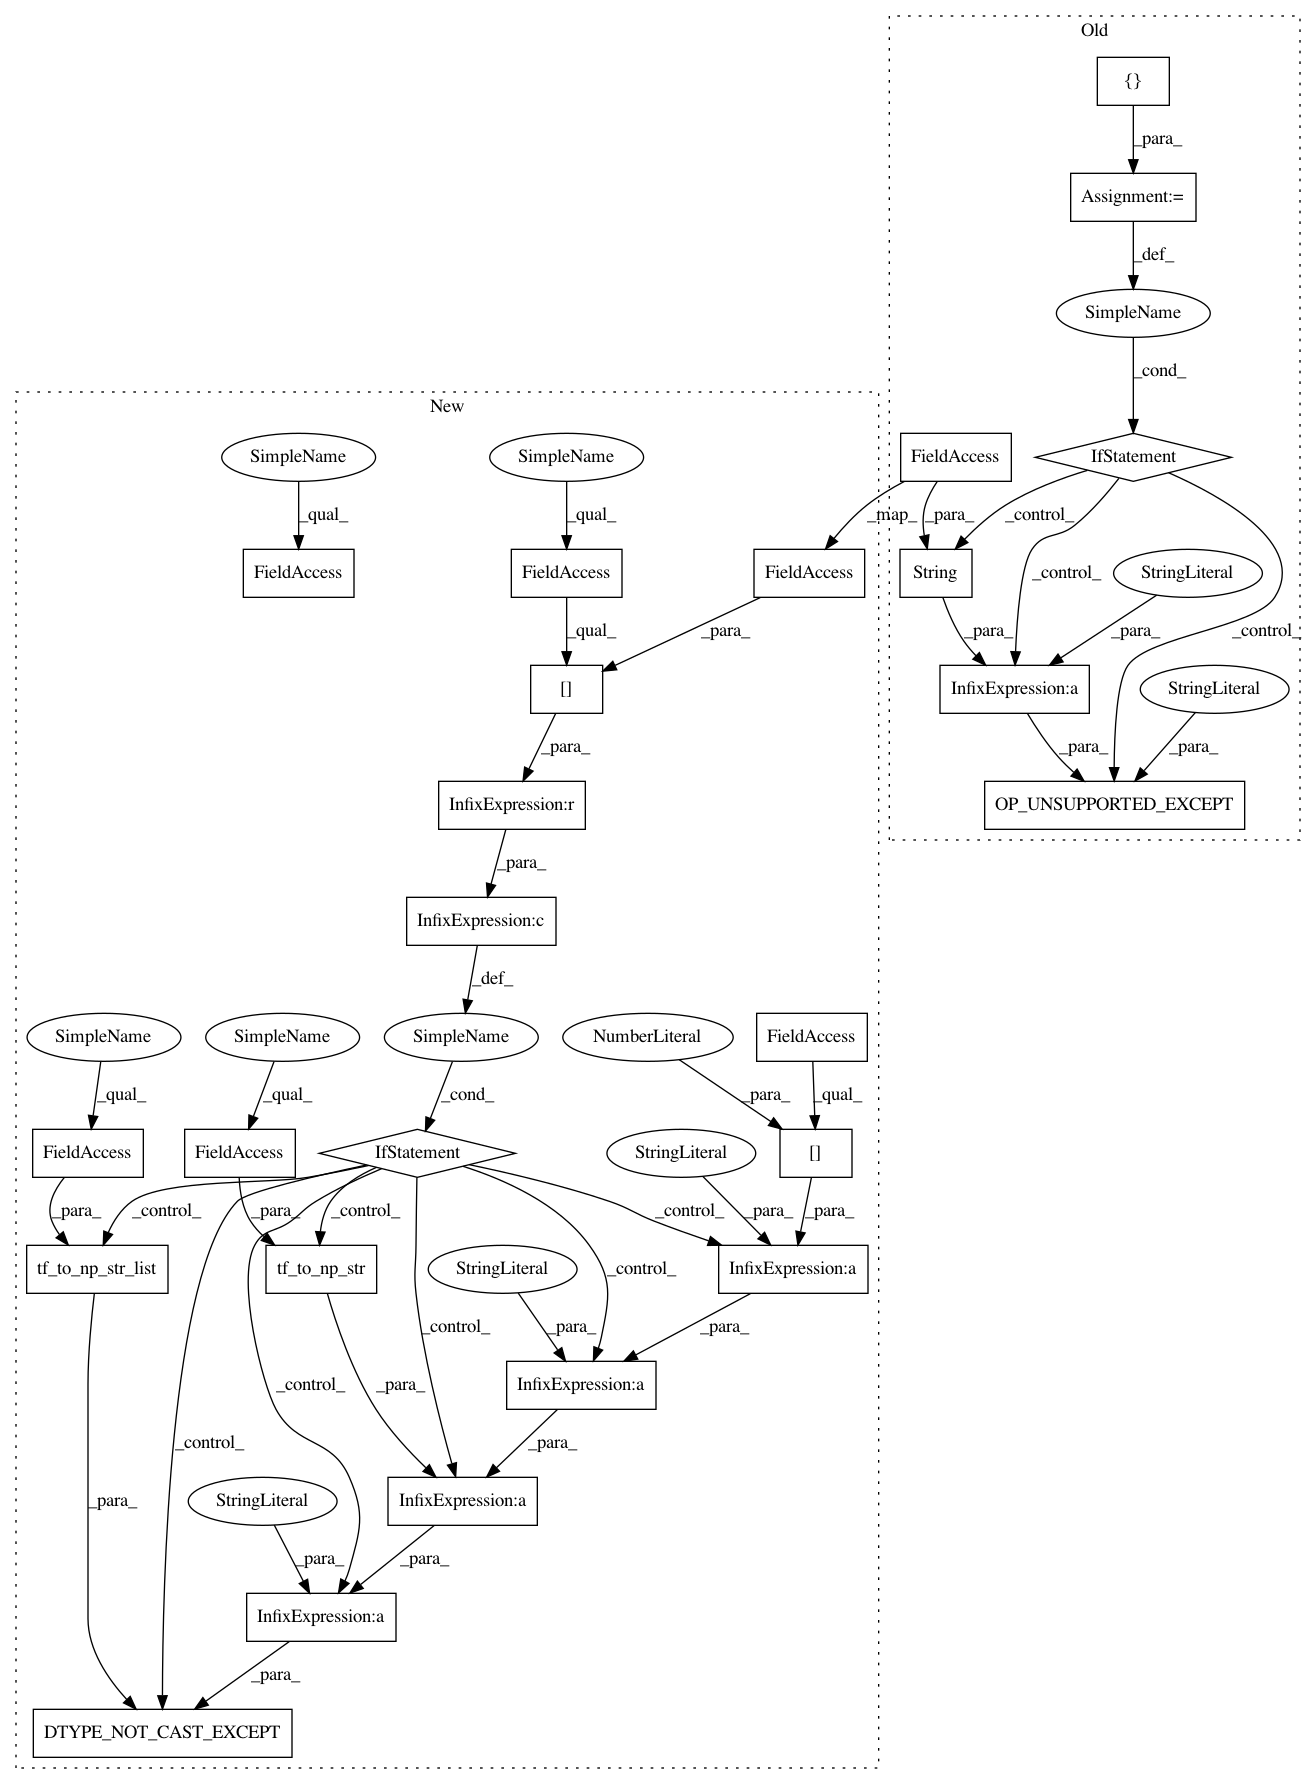 Old
{}
_para_
Assignment:=
_def_
SimpleName
_cond_
New
SimpleName
SimpleName
FieldAccess
IfStatement
_qual_
_qual_
_map_
_para_
_control_
FieldAccess
FieldAccess
FieldAccess
String
_control_
StringLiteral
_qual_
_para_
_para_
_para_
_control_
[]
InfixExpression:a
StringLiteral
_para_
_para_
_para_
InfixExpression:r
OP_UNSUPPORTED_EXCEPT
_para_
InfixExpression:c
_def_
SimpleName
SimpleName
SimpleName
NumberLiteral
FieldAccess
_qual_
_qual_
_cond_
_para_
_qual_
FieldAccess
FieldAccess
IfStatement
StringLiteral
[]
_para_
_control_
_para_
_control_
_control_
_para_
_para_
tf_to_np_str_list
tf_to_np_str
StringLiteral
_control_
InfixExpression:a
_control_
_para_
_para_
_control_
_para_
InfixExpression:a
_control_
_para_
_para_
StringLiteral
InfixExpression:a
_para_
_para_
InfixExpression:a
_para_
DTYPE_NOT_CAST_EXCEPT